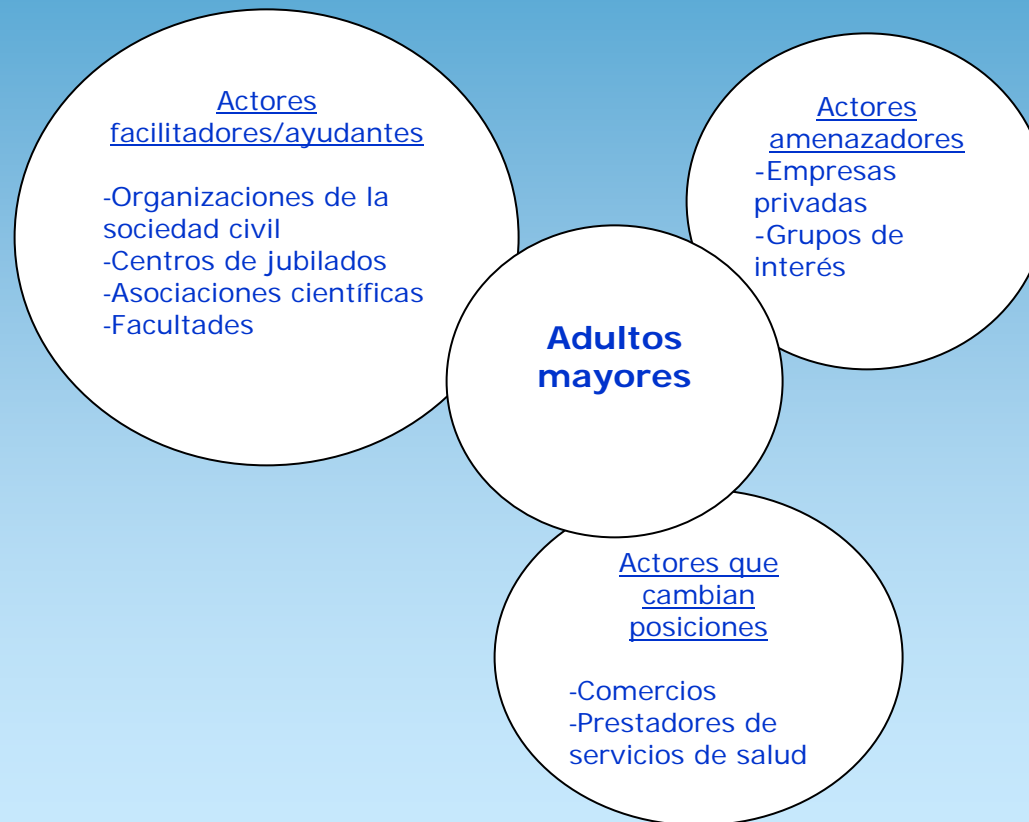 Actores
facilitadores/ayudantes
-Organizaciones de la
sociedad civil
-Centros de jubilados
-Asociaciones científicas
-Facultades
Actores
amenazadores
-Empresas
privadas
-Grupos de
interés
Adultos
mayores
Actores que
cambian
posiciones
-Comercios
-Prestadores de
servicios de salud